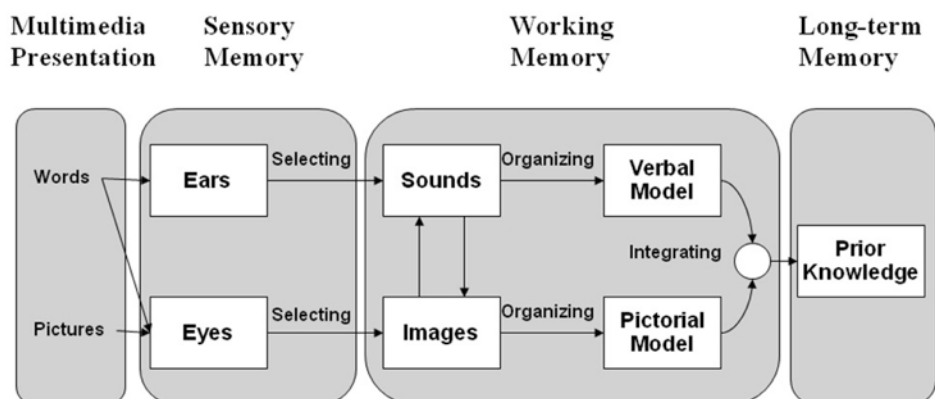 Multimedia
Presentation
Sensory
Memory
Working
Memory
Long-term
Memory
Words
Ears
Selecting
Sounds
Organizing
Verbal
Model
Integrating
Prior
Knowledge
Pictures
Eyes
Selecting
Images
Organizing
Pictorial
Model